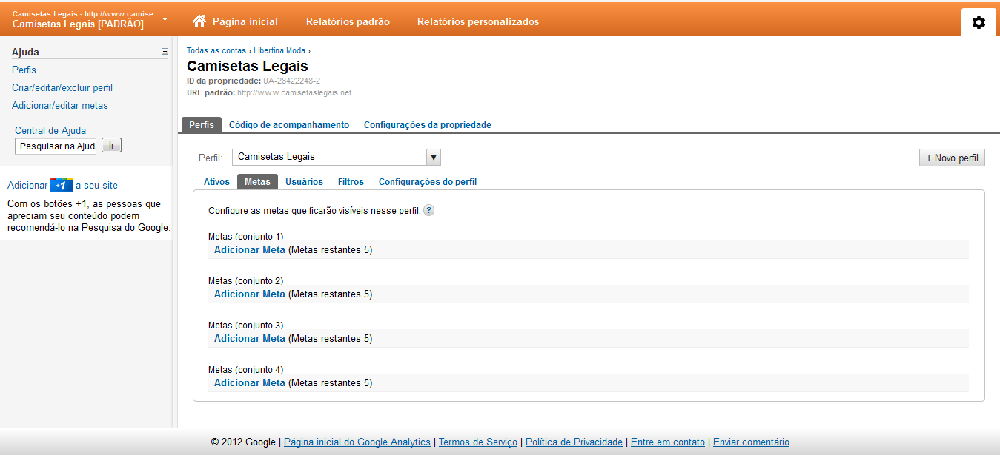 Camisetas Legais - http://www.camise...
Camisetas Legais [PADRÃO]
Página inicial
Relatórios padrão
Relatórios personalizados
Ajuda
Perfis
Criar/editar/excluir perfil
Adicionar/editar metas
Central de Ajuda
Pesquisar na Ajud
Ir
Adicionar +1 a seu site
Com os botões +1, as pessoas que
apreciam seu conteúdo podem
recomendá-lo na Pesquisa do Google.
Todas as contas › Libertina Moda ›
Camisetas Legais
ID da propriedade: UA-28422248-2
URL padrão: http://www.camisetaslegais.net
Perfis
Código de acompanhamento
Configurações da propriedade
Perfil:
Camisetas Legais
+ Novo perfil
Ativos
Metas
Usuários
Filtros
Configurações do perfil
Configure as metas que ficarão visíveis nesse perfil. ?
Metas (conjunto 1)
Adicionar Meta (Metas restantes 5)
Metas (conjunto 2)
Adicionar Meta (Metas restantes 5)
Metas (conjunto 3)
Adicionar Meta (Metas restantes 5)
Metas (conjunto 4)
Adicionar Meta (Metas restantes 5)
© 2012 Google | Página inicial do Google Analytics | Termos de Serviço | Política de Privacidade | Entre em contato | Enviar comentário